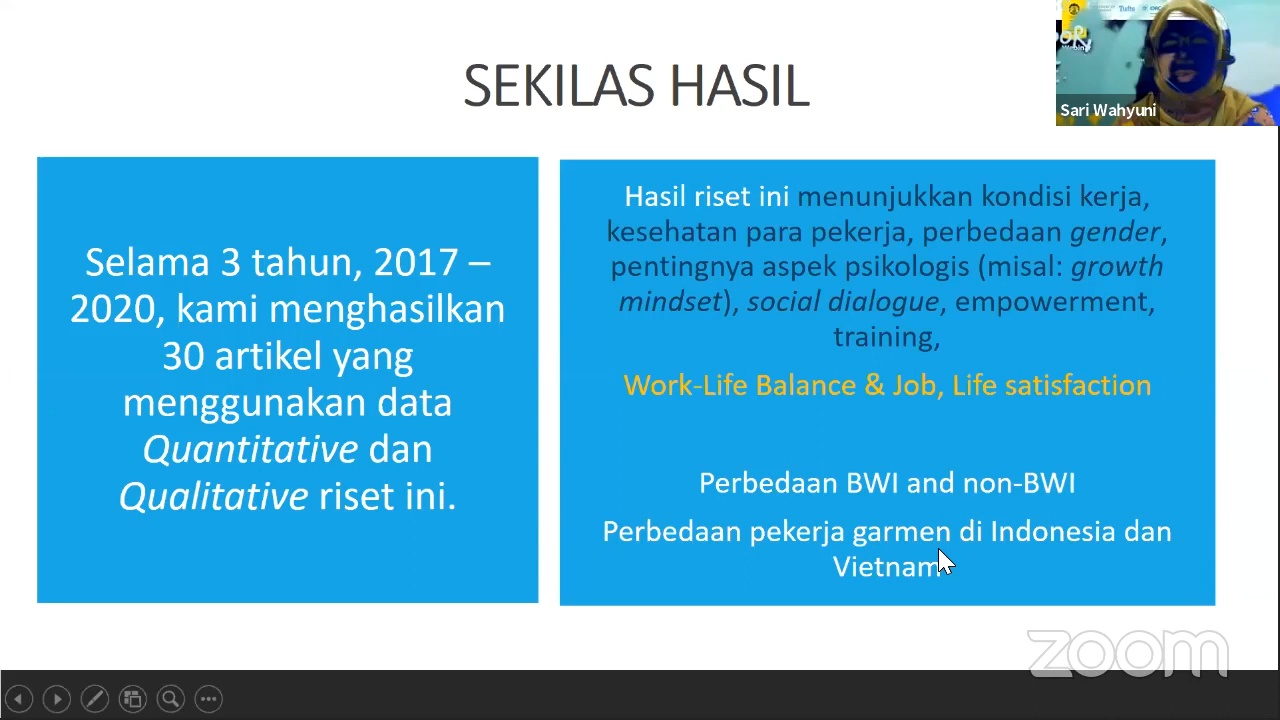 SEKILAS HASIL
Sari Wahyuni
Selama 3 tahun, 2017 –
2020, kami menghasilkan
30 artikel yang
menggunakan data
Quantitative dan
Qualitative riset ini.
Hasil riset ini menunjukkan kondisi kerja,
kesehatan para pekerja, perbedaan gender,
pentingnya aspek psikologis (misal: growth
mindset), social dialogue, empowerment,
training,
Work-Life Balance & Job, Life satisfaction
Perbedaan BWI and non-BWI
Perbedaan pekerja garmen di Indonesia dan
Vietnam
zoom